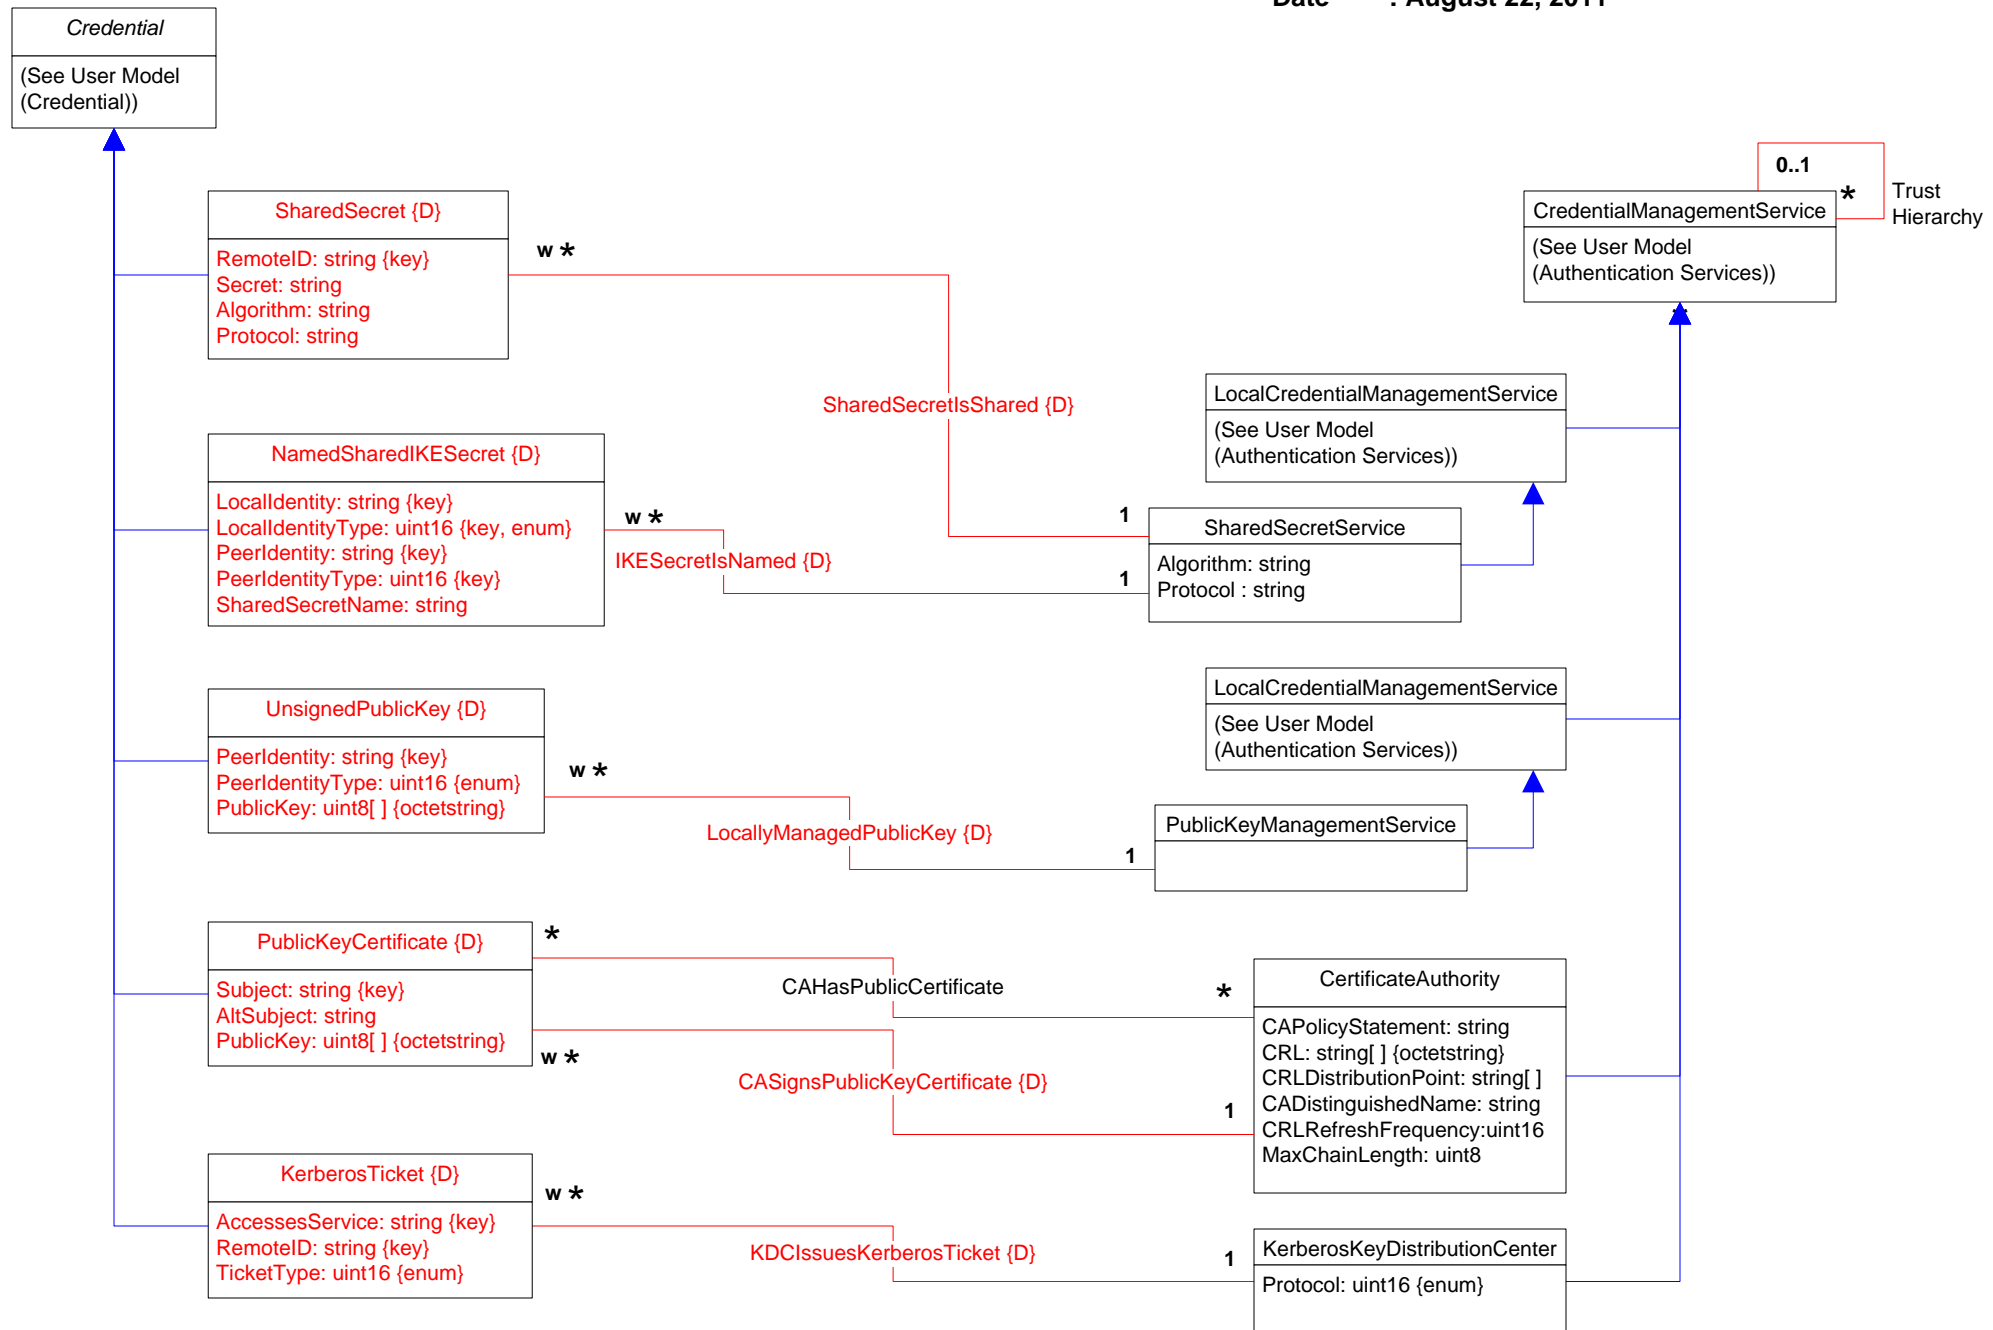 Date : August 22, 2011
Credential
(See User Model
(Credential))
0..1
*
Trust
Hierarchy
CredentialManagementService
(See User Model
(Authentication Services))
SharedSecret {D}
RemoteID: string {key}
Secret: string
Algorithm: string
Protocol: string
w *
SharedSecretIsShared {D}
LocalCredentialManagementService
(See User Model
(Authentication Services))
NamedSharedIKESecret {D}
LocalIdentity: string {key}
LocalIdentityType: uint16 {key, enum}
PeerIdentity: string {key}
PeerIdentityType: uint16 {key}
SharedSecretName: string
w *
IKESecretIsNamed {D}
1
1
SharedSecretService
Algorithm: string
Protocol : string
UnsignedPublicKey {D}
PeerIdentity: string {key}
PeerIdentityType: uint16 {enum}
PublicKey: uint8[ ] {octetstring}
w *
LocallyManagedPublicKey {D}
1
LocalCredentialManagementService
(See User Model
(Authentication Services))
PublicKeyManagementService
PublicKeyCertificate {D}
Subject: string {key}
AltSubject: string
PublicKey: uint8[ ] {octetstring}
*
CAHasPublicCertificate
*
w *
CASignsPublicKeyCertificate {D}
1
CertificateAuthority
CAPolicyStatement: string
CRL: string[ ] {octetstring}
CRLDistributionPoint: string[ ]
CADistinguishedName: string
CRLRefreshFrequency:uint16
MaxChainLength: uint8
KerberosTicket {D}
AccessesService: string {key}
RemoteID: string {key}
TicketType: uint16 {enum}
w *
KDCIssuesKerberosTicket {D}
1
KerberosKeyDistributionCenter
Protocol: uint16 {enum}